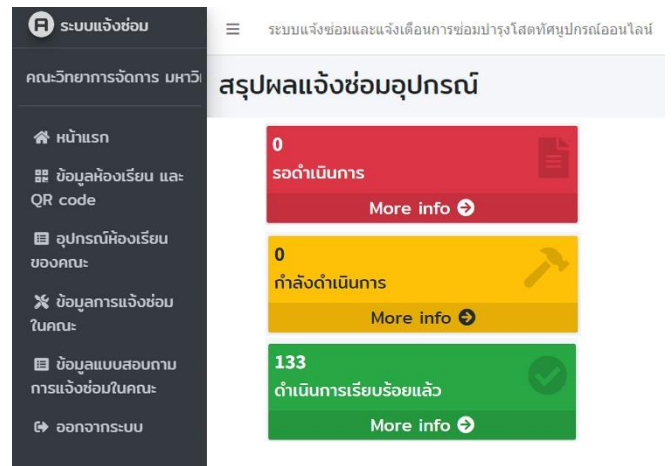 ระบบแจ้งซ่อม
คณะวิทยาการจัดการ มหาวิ
หน้าแรก
ข้อมูลห้องเรียน และ
QR code
อุปกรณ์ห้องเรียน
ของคณะ
ข้อมูลการแจ้งซ่อม
ในคณะ
ข้อมูลแบบสอบถาม
การแจ้งซ่อมในคณะ
ออกจากระบบ
ระบบแจ้งซ่อมและแจ้งเตือนการซ่อมบำรุงโสตทัศนูปกรณ์ออนไลน์
สรุปผลแจ้งซ่อมอุปกรณ์
0
รอดำเนินการ
More info
0
กำลังดำเนินการ
More info
133
ดำเนินการเรียบร้อยแล้ว
More info